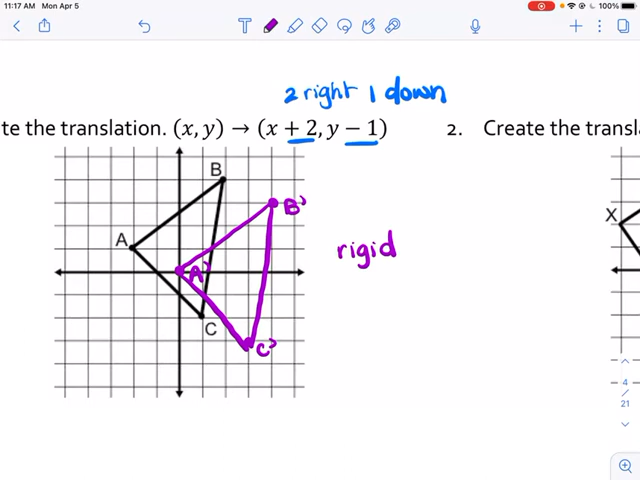 11:17 AM Mon Apr 5
100%
2 right 1 down
te the translation. (x, y) → (x + 2, y − 1)
2. Create the transl
B
B'
X
A
rigid
A'
C
C'
4
/
21